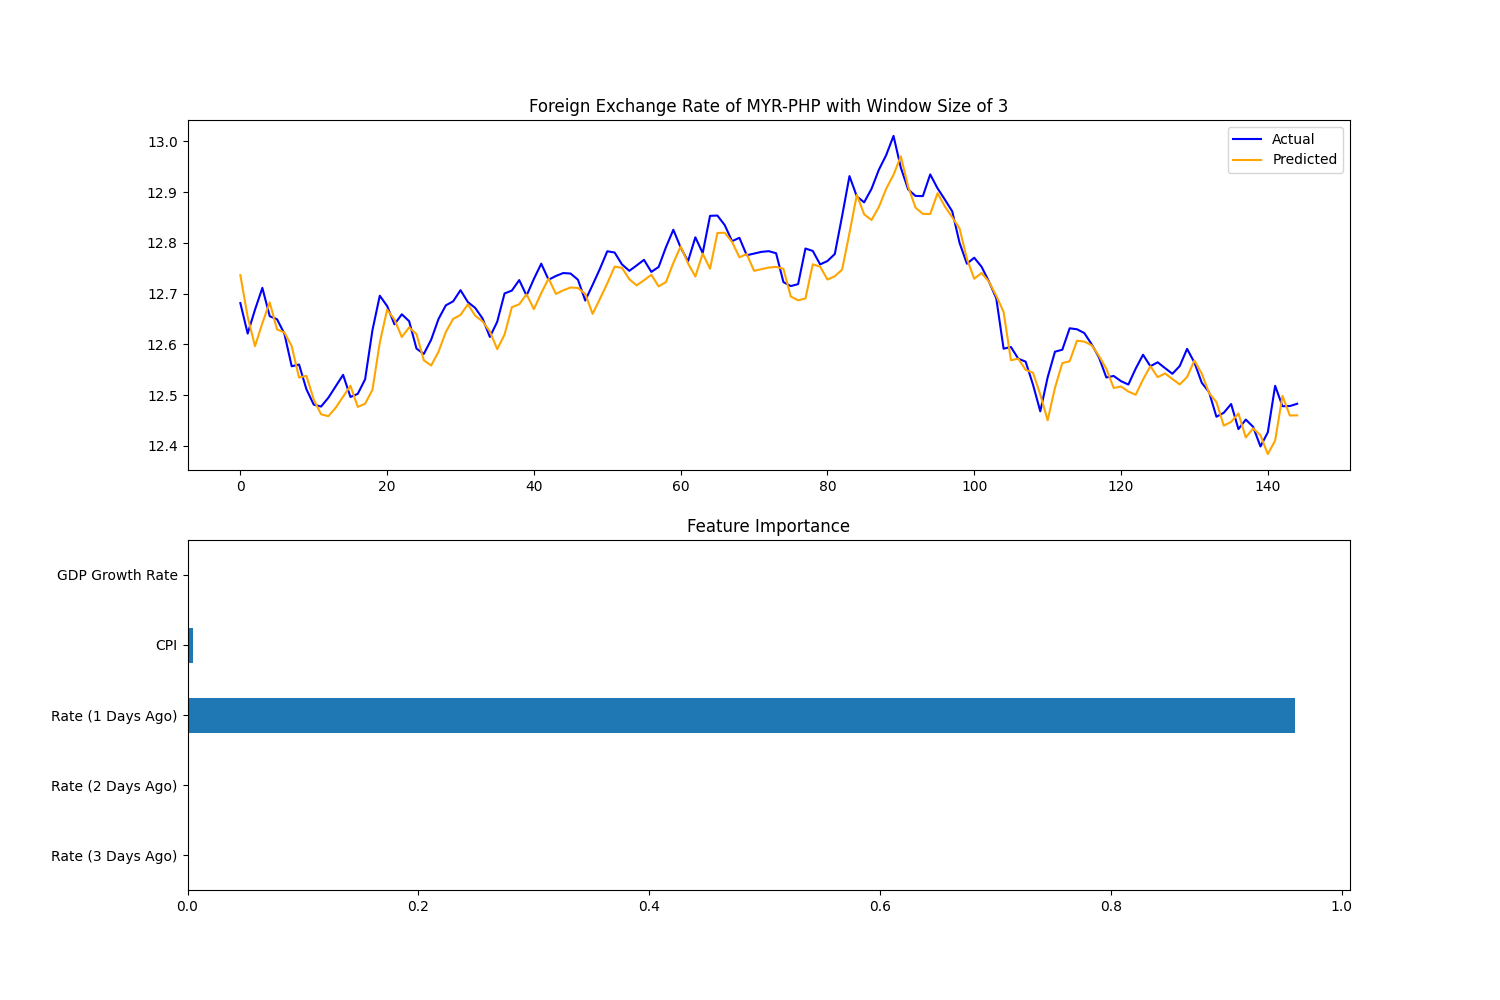 Foreign Exchange Rate of MYR-PHP with Window Size of 3
Actual
Predicted
13.0
12.9
12.8
12.7
12.6
12.5
12.4
0 20 40 60 80 100 120 140
Feature Importance
GDP Growth Rate
CPI
Rate (1 Days Ago)
Rate (2 Days Ago)
Rate (3 Days Ago)
0.0 0.2 0.4 0.6 0.8 1.0